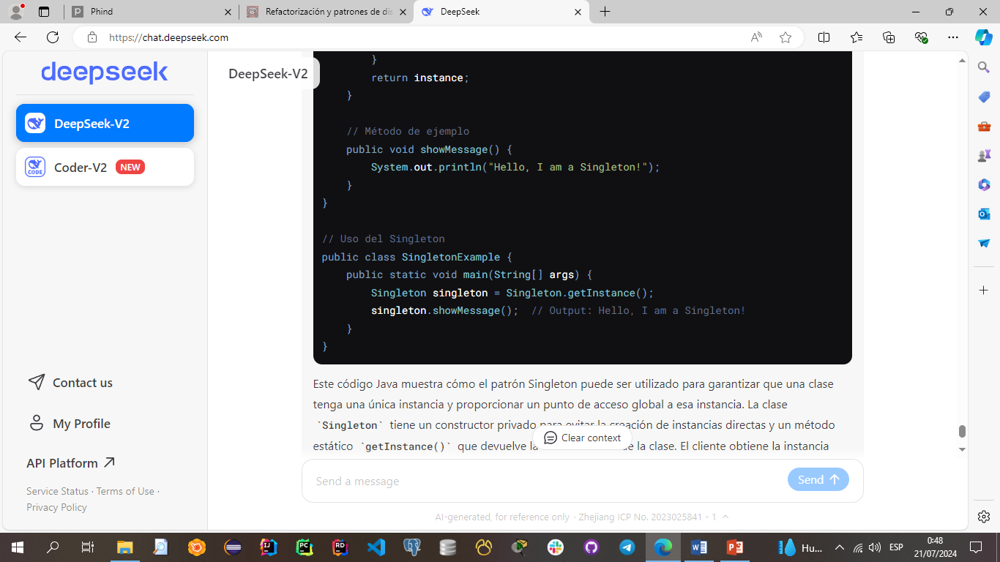 Phind
Refactorización y patrones de dis
DeepSeek
https://chat.deepseek.com
deepseek
DeepSeek-V2
CODE
Coder-V2 NEW
Contact us
My Profile
API Platform
Service Status · Terms of Use ·
Privacy Policy
DeepSeek-V2
}
return instance;
}
// Método de ejemplo
public void showMessage() {
System.out.println("Hello, I am a Singleton!");
}
}
// Uso del Singleton
public class SingletonExample {
public static void main(String[] args) {
Singleton singleton = Singleton.getInstance();
singleton.showMessage();  // Output: Hello, I am a Singleton!
}
}
Este código Java muestra cómo el patrón Singleton puede ser utilizado para garantizar que una clase
tenga una única instancia y proporcionar un punto de acceso global a esa instancia. La clase
`Singleton` tiene un constructor privado para evitar la creación de instancias directas y un método
estático `getInstance()` que devuelve la de la clase. El cliente obtiene la instancia
Clear context
Send a message
Send
AI-generated, for reference only · Zhejiang ICP No. 2023025841 - 1
Hu...
ESP
0:48
21/07/2024